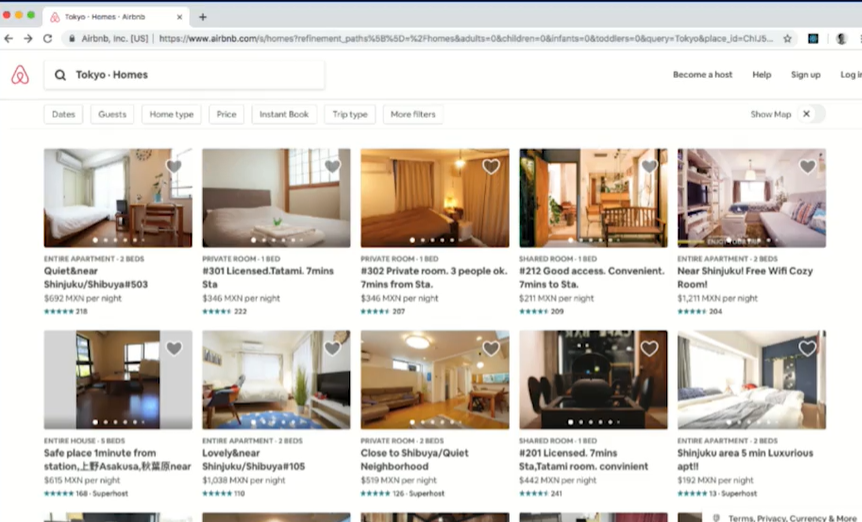 Tokyo · Homes · Airbnb
Airbnb, Inc. [US]
https://www.airbnb.com/s/homes?refinement_paths%5B%5D=%2Fhomes&adults=0&children=0&infants=0&toddlers=0&query=Tokyo&place_id=ChIJ5...
Tokyo · Homes
Become a host
Help
Sign up
Log in
Dates
Guests
Home type
Price
Instant Book
Trip type
More filters
Show Map
ENTIRE APARTMENT · 2 BEDS
Quiet&near
Shinjuku/Shibuya#503
$692 MXN per night
218
PRIVATE ROOM · 1 BED
#301 Licensed.Tatami. 7mins
Sta
$346 MXN per night
222
PRIVATE ROOM · 1 BED
#302 Private room. 3 people ok.
7mins from Sta.
$346 MXN per night
207
SHARED ROOM · 1 BED
#212 Good access. Convenient.
7mins to Sta.
$211 MXN per night
209
ENTIRE APARTMENT · 2 BEDS
Near Shinjuku! Free Wifi Cozy
Room!
$1,211 MXN per night
204
ENTIRE HOUSE · 5 BEDS
Safe place 1minute from
station,上野Asakusa,秋葉原near
$615 MXN per night
168 · Superhost
ENTIRE APARTMENT · 2 BEDS
Lovely&near
Shinjuku/Shibuya#105
$1,038 MXN per night
110
PRIVATE ROOM · 2 BEDS
Close to Shibuya/Quiet
Neighborhood
$519 MXN per night
126 · Superhost
SHARED ROOM · 1 BED
#201 Licensed. 7mins
Sta,Tatami room. convinient
$442 MXN per night
241
ENTIRE APARTMENT · 2 BEDS
Shinjuku area 5 min Luxurious
apt!!
$192 MXN per night
13 · Superhost
Terms, Privacy, Currency & More